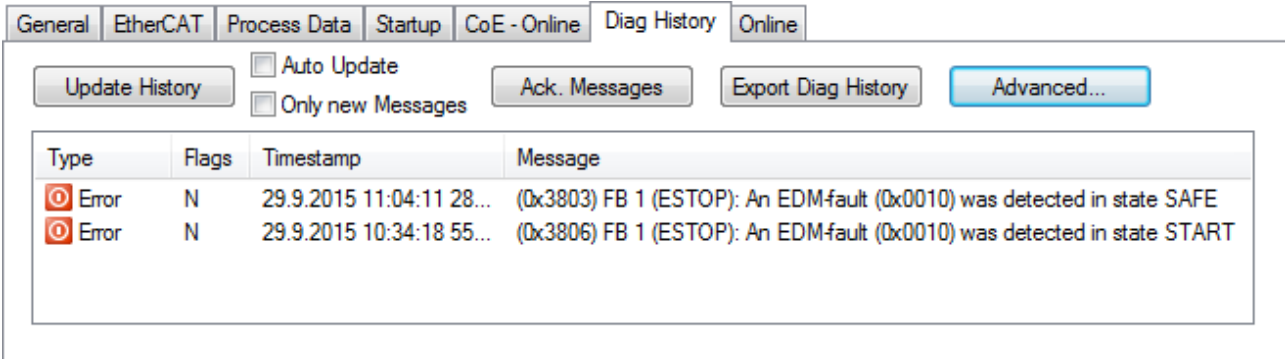 General EtherCAT Process Data Startup CoE - Online Diag History Online
Update History Auto Update Only new Messages Ack. Messages Export Diag History Advanced...
Type Flags Timestamp Message
Error N 29.9.2015 11:04:11 28... (0x3803) FB 1 (ESTOP): An EDM-fault (0x0010) was detected in state SAFE
Error N 29.9.2015 10:34:18 55... (0x3806) FB 1 (ESTOP): An EDM-fault (0x0010) was detected in state START